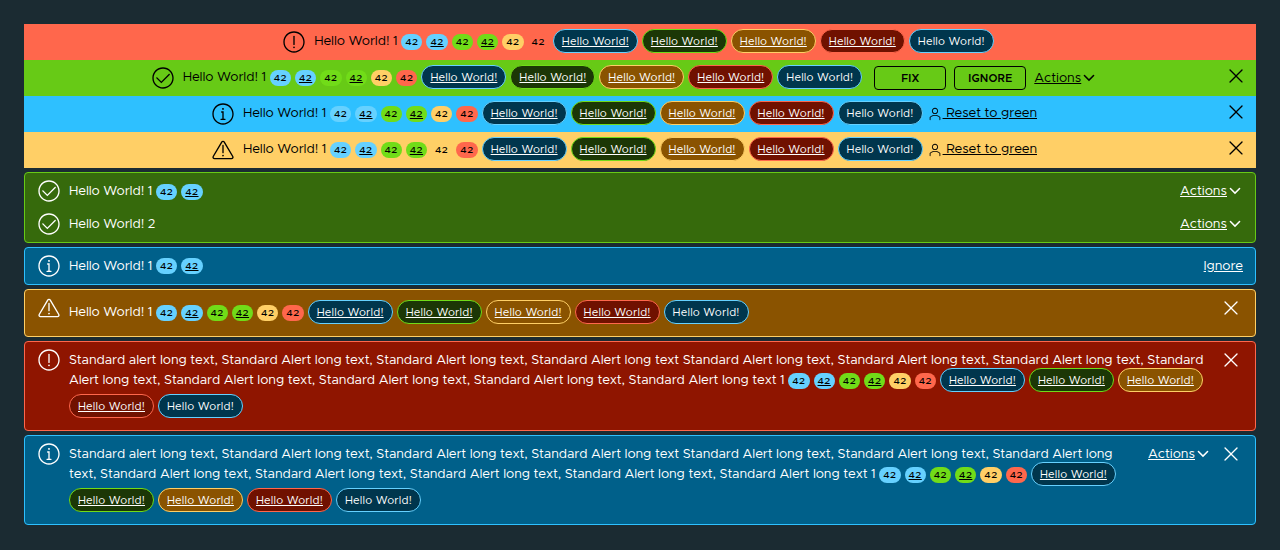 Hello World! 1 42 42 42 42 42 42 Hello World! Hello World! Hello World! Hello World! Hello World!
Hello World! 1 42 42 42 42 42 42 Hello World! Hello World! Hello World! Hello World! Hello World! FIX IGNORE Actions
Hello World! 1 42 42 42 42 42 42 Hello World! Hello World! Hello World! Hello World! Hello World! Reset to green
Hello World! 1 42 42 42 42 42 42 Hello World! Hello World! Hello World! Hello World! Hello World! Reset to green
Hello World! 1 42 42 Actions
Hello World! 2 Actions
Hello World! 1 42 42 Ignore
Hello World! 1 42 42 42 42 42 42 Hello World! Hello World! Hello World! Hello World! Hello World!
Standard alert long text, Standard Alert long text, Standard Alert long text, Standard Alert long text Standard Alert long text, Standard Alert long text, Standard Alert long text, Standard
Alert long text, Standard Alert long text, Standard Alert long text, Standard Alert long text, Standard Alert long text 1 42 42 42 42 42 42 Hello World! Hello World! Hello World!
Hello World! Hello World!
Standard alert long text, Standard Alert long text, Standard Alert long text, Standard Alert long text Standard Alert long text, Standard Alert long text, Standard Alert long Actions
text, Standard Alert long text, Standard Alert long text, Standard Alert long text, Standard Alert long text, Standard Alert long text 1 42 42 42 42 42 42 Hello World!
Hello World! Hello World! Hello World! Hello World!